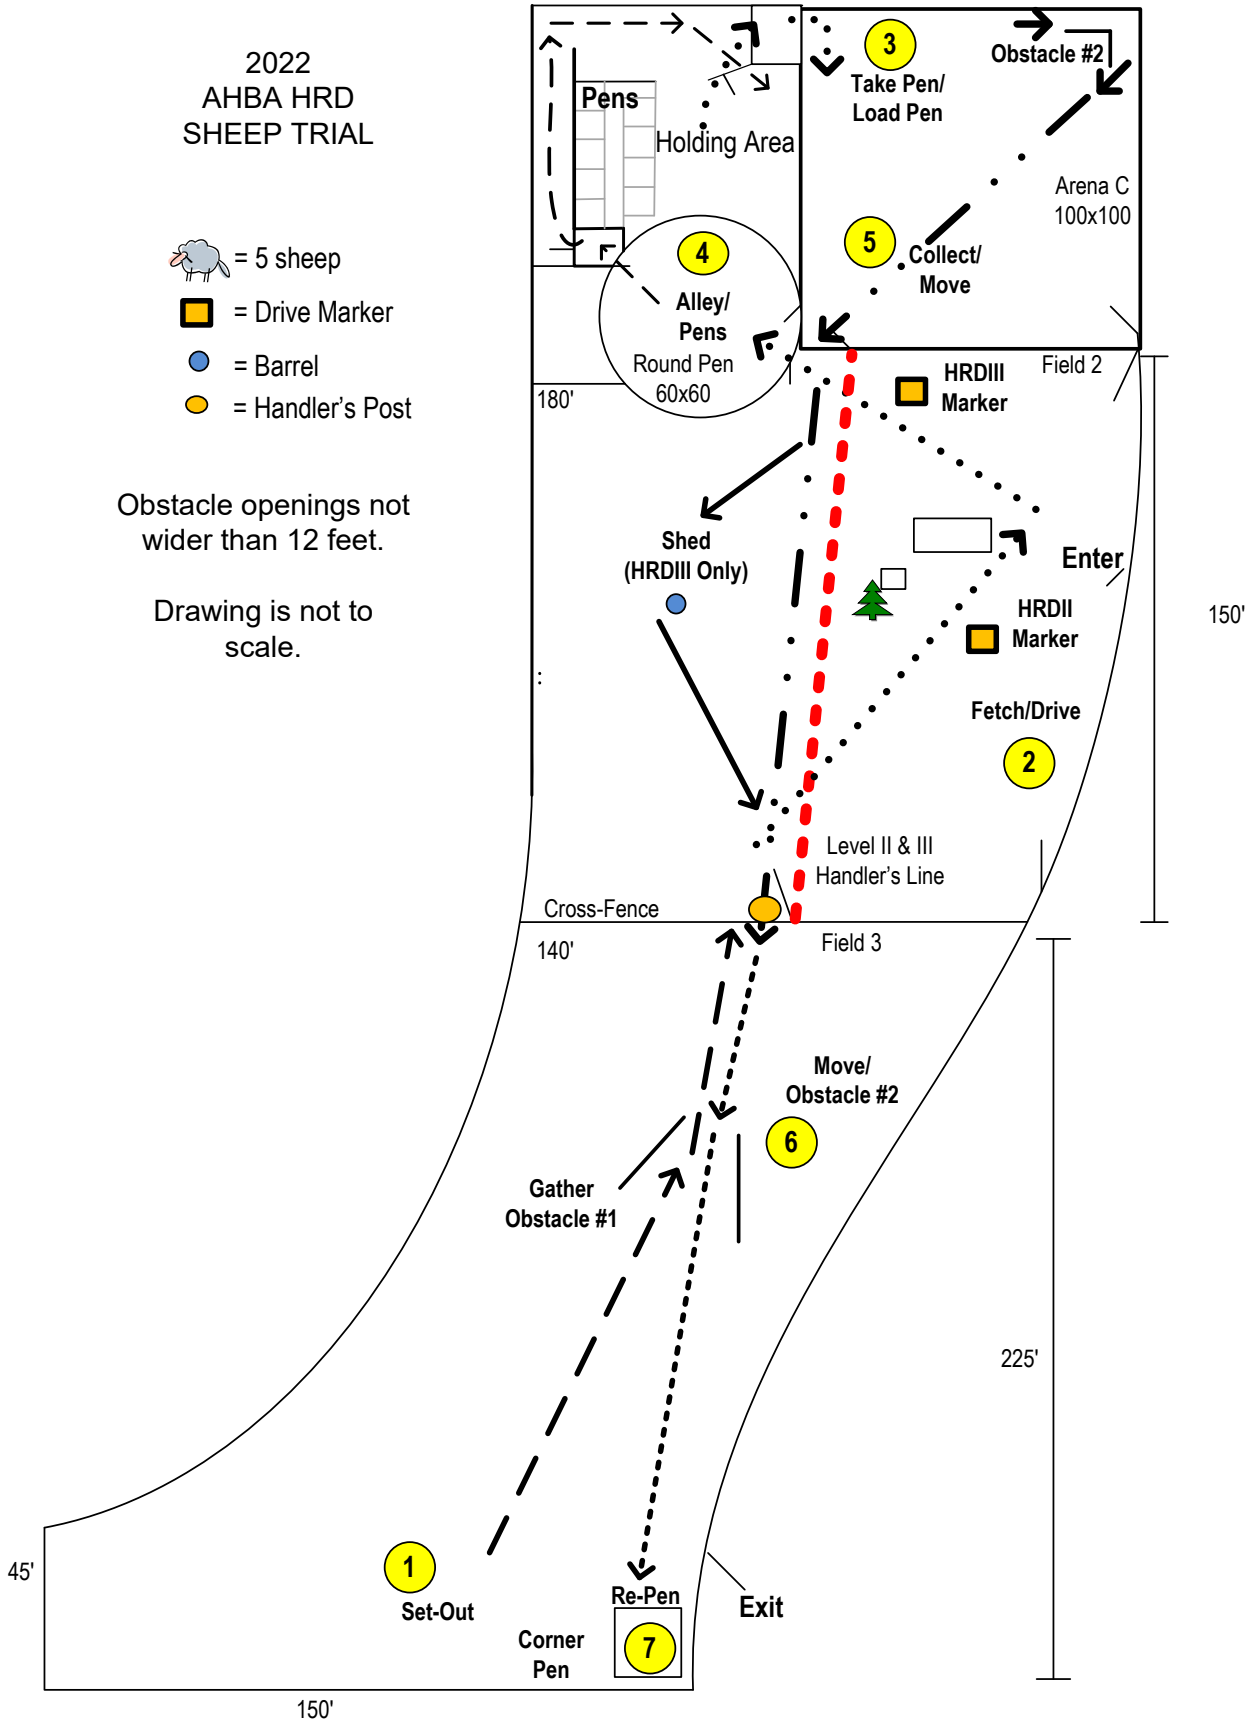 2022
AHBA HRD
SHEEP TRIAL
= 5 sheep
= Drive Marker
= Barrel
= Handler's Post
Obstacle openings not
wider than 12 feet.
Drawing is not to
scale.
Pens
Holding Area
3
Take Pen/
Load Pen
Obstacle #2
Arena C
100x100
5
Collect/
Move
4
Alley/
Pens
Round Pen
60x60
180'
Field 2
HRDIII
Marker
Shed
(HRDIII Only)
Enter
HRDII
Marker
150'
Fetch/Drive
2
Level II & III
Handler's Line
Cross-Fence
140'
Field 3
Move/
Obstacle #2
6
Gather
Obstacle #1
225'
45'
1
Set-Out
Re-Pen
Corner
Pen
7
Exit
150'